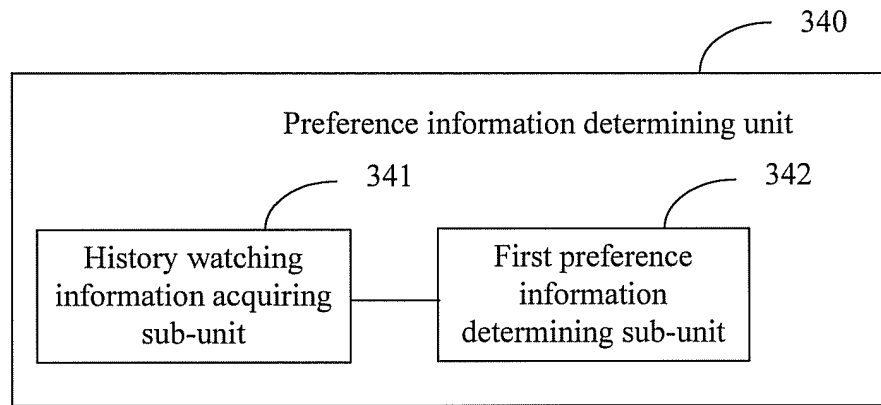 340
Preference information determining unit
341
342
History watching
information acquiring
sub-unit
First preference
information
determining sub-unit